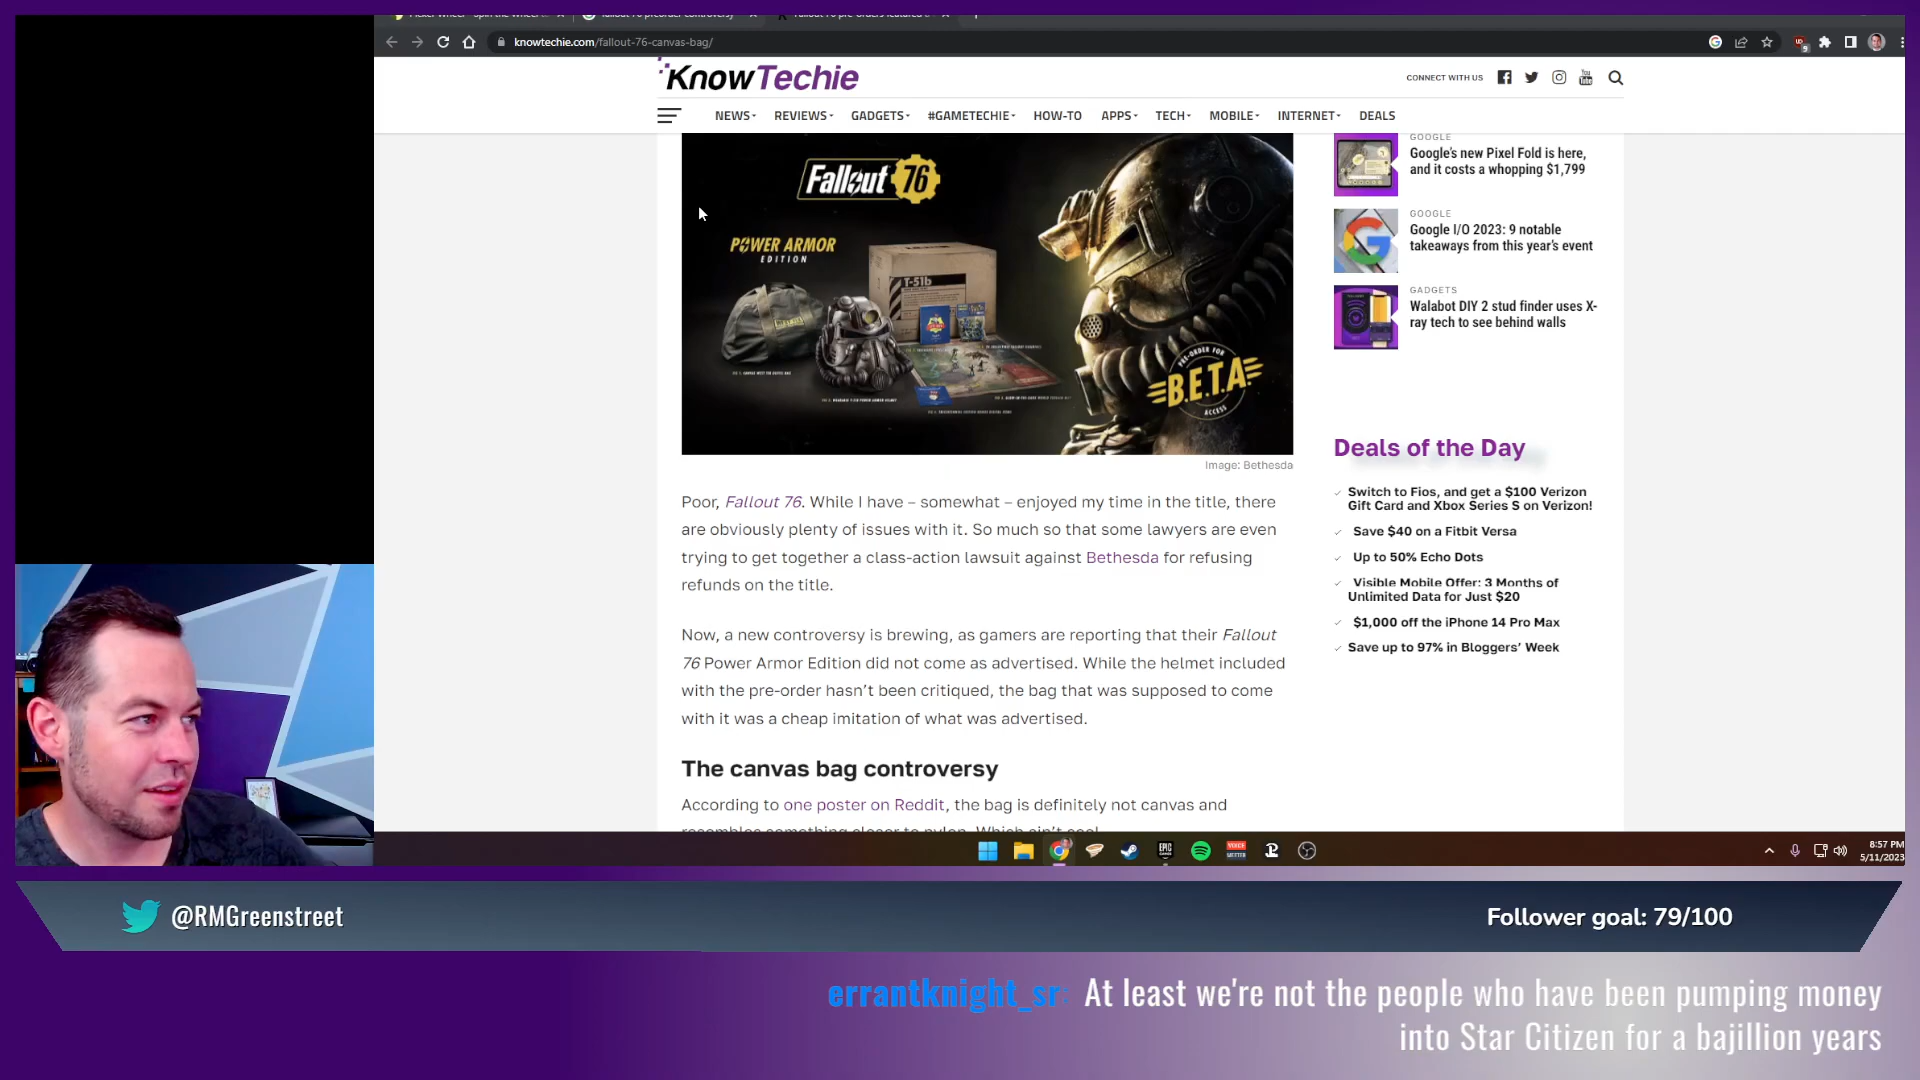 knowtechie.com/fallout-76-canvas-bag/
KnowTechie
CONNECT WITH US
NEWS
REVIEWS
GADGETS
#GAMETECHIE
HOW-TO
APPS
TECH
MOBILE
INTERNET
DEALS
Fallout 76
POWER ARMOR
EDITION
T-51b
PRE-ORDER FOR
B.E.T.A.
ACCESS
Image: Bethesda
Poor, Fallout 76. While I have – somewhat – enjoyed my time in the title, there
are obviously plenty of issues with it. So much so that some lawyers are even
trying to get together a class-action lawsuit against Bethesda for refusing
refunds on the title.
Now, a new controversy is brewing, as gamers are reporting that their Fallout
76 Power Armor Edition did not come as advertised. While the helmet included
with the pre-order hasn't been critiqued, the bag that was supposed to come
with it was a cheap imitation of what was advertised.
The canvas bag controversy
According to one poster on Reddit, the bag is definitely not canvas and
GOOGLE
Google's new Pixel Fold is here,
and it costs a whopping $1,799
GOOGLE
Google I/O 2023: 9 notable
takeaways from this year's event
GADGETS
Walabot DIY 2 stud finder uses X-
ray tech to see behind walls
Deals of the Day
Switch to Fios, and get a $100 Verizon
Gift Card and Xbox Series S on Verizon!
Save $40 on a Fitbit Versa
Up to 50% Echo Dots
Visible Mobile Offer: 3 Months of
Unlimited Data for Just $20
$1,000 off the iPhone 14 Pro Max
Save up to 97% in Bloggers' Week
EPIC
8:57 PM
5/11/2023
@RMGreenstreet
Follower goal: 79/100
errantknight_sr: At least we're not the people who have been pumping money
into Star Citizen for a bajillion years